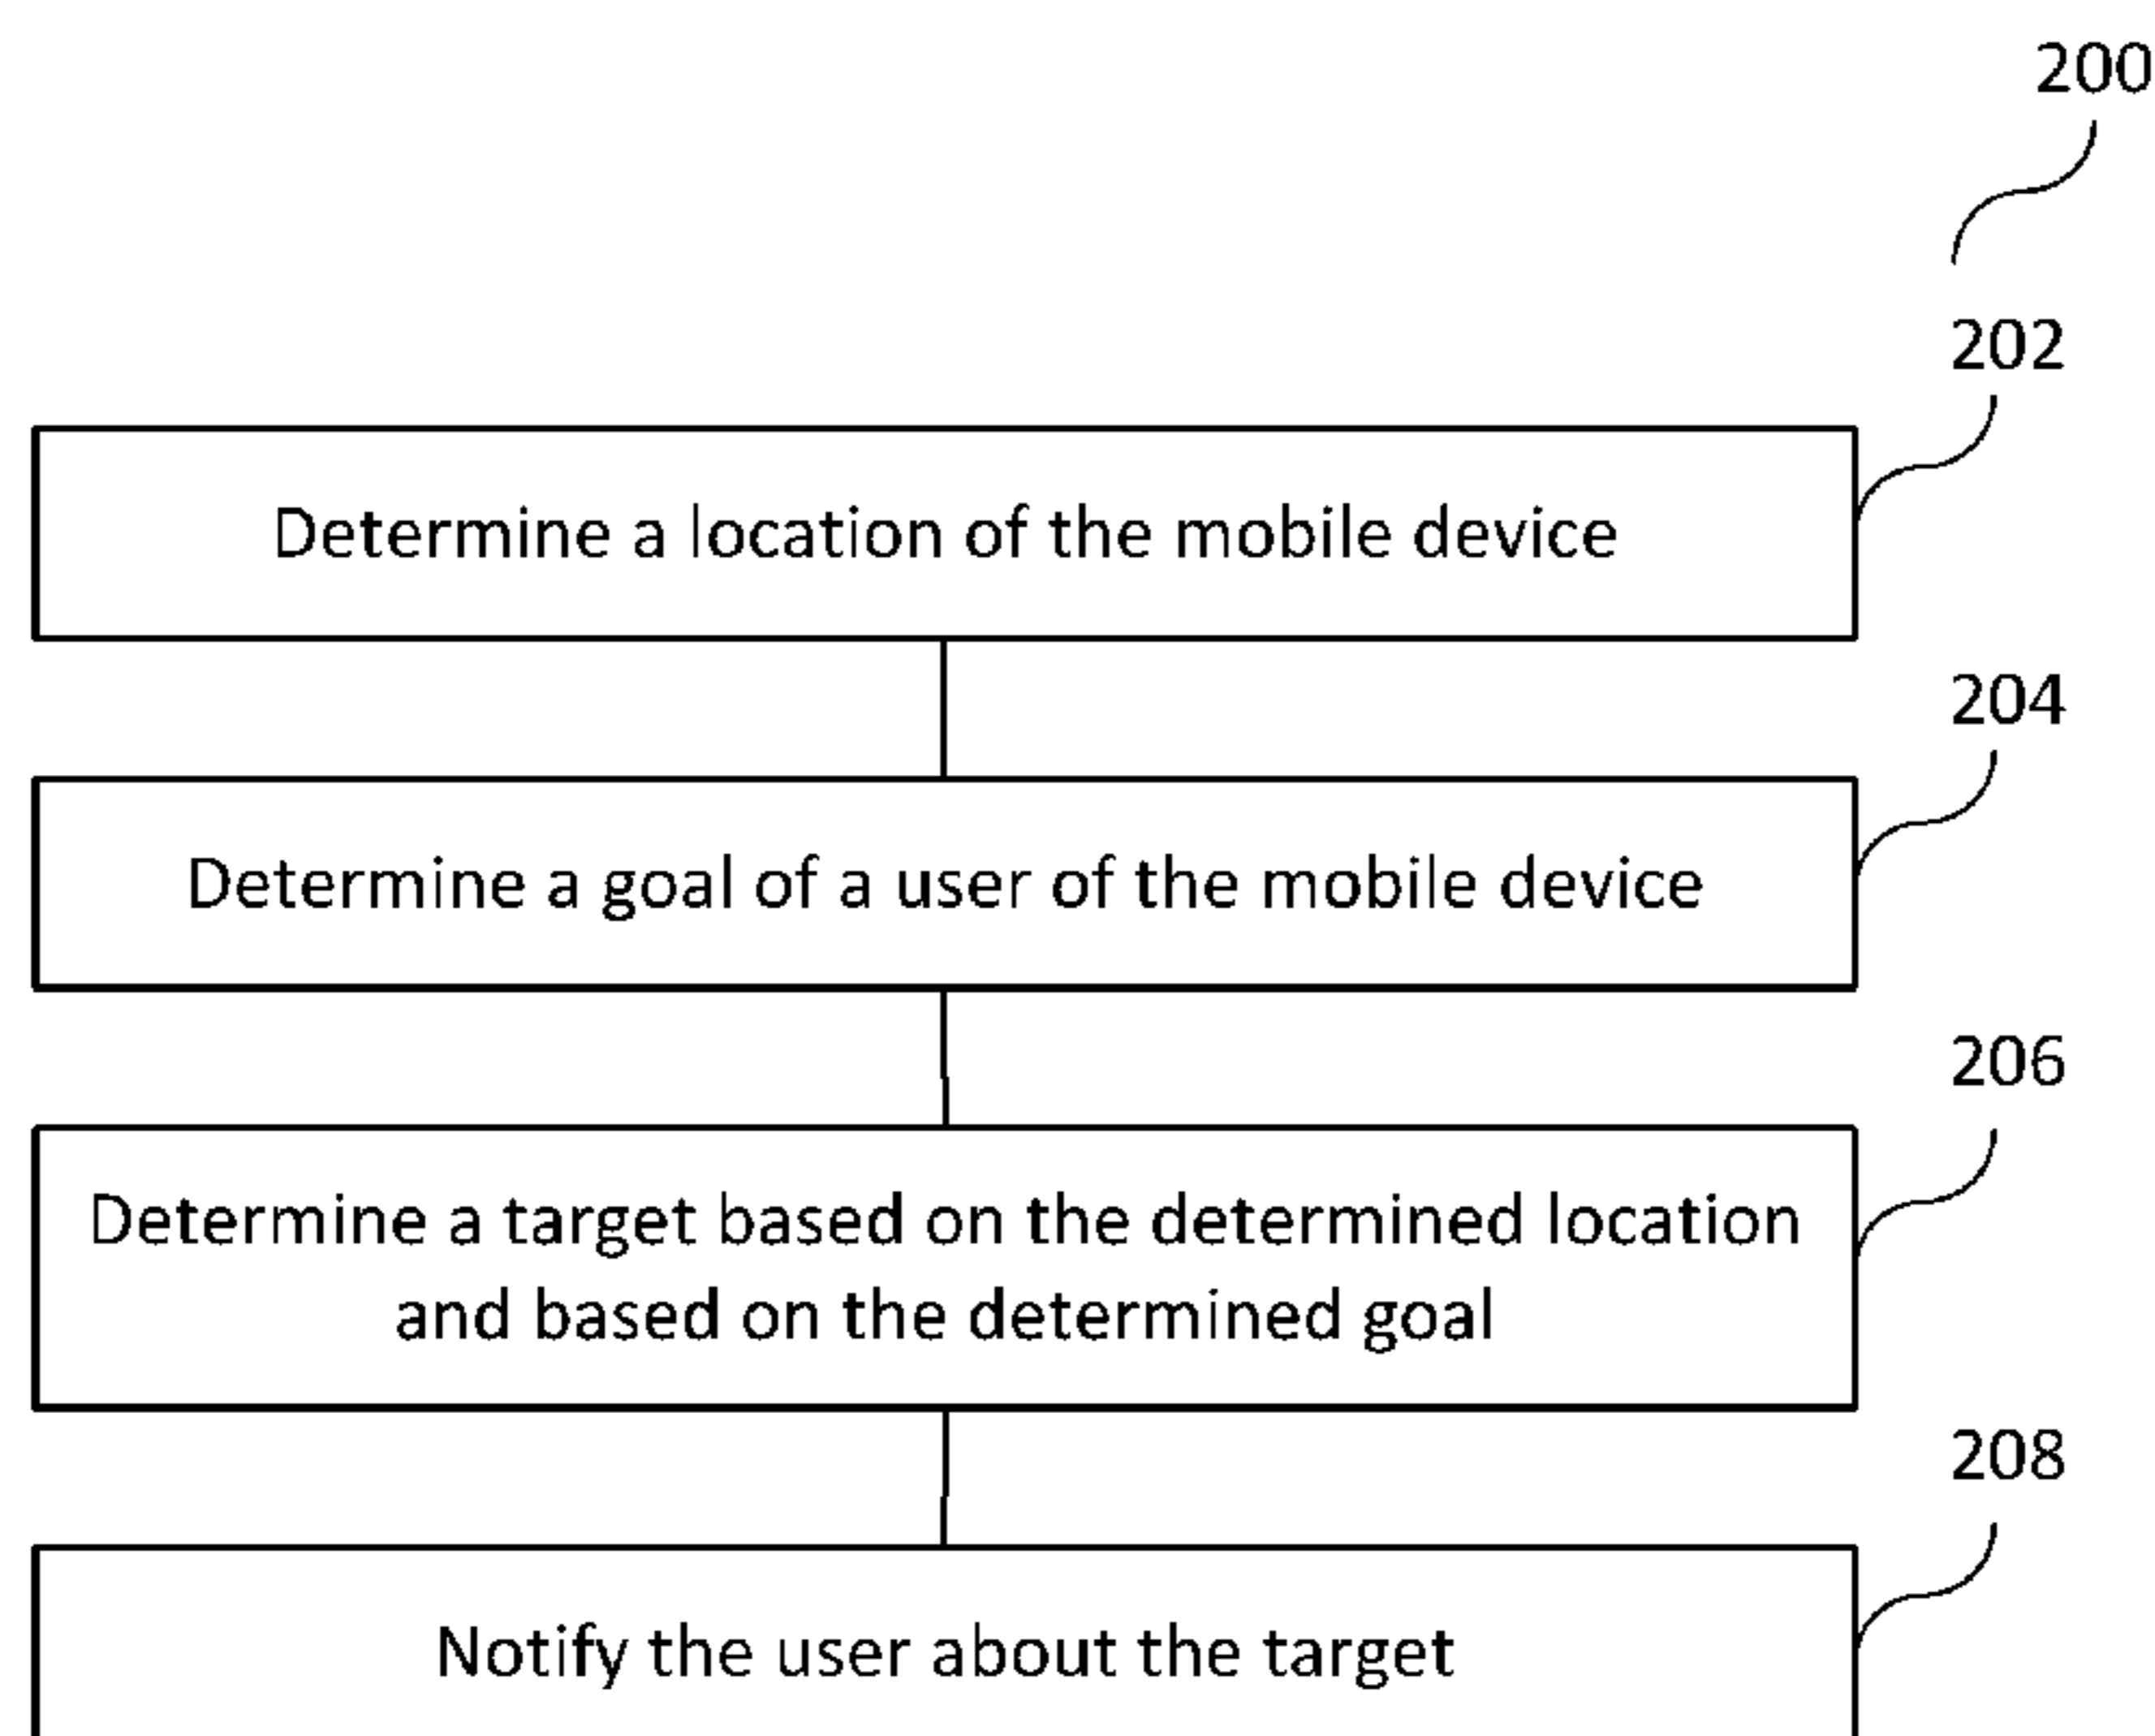 200
202
Determine a location of the mobile device
204
Determine a goal of a user of the mobile device
206
Determine a target based on the determined location
and based on the determined goal
208
Notify the user about the target